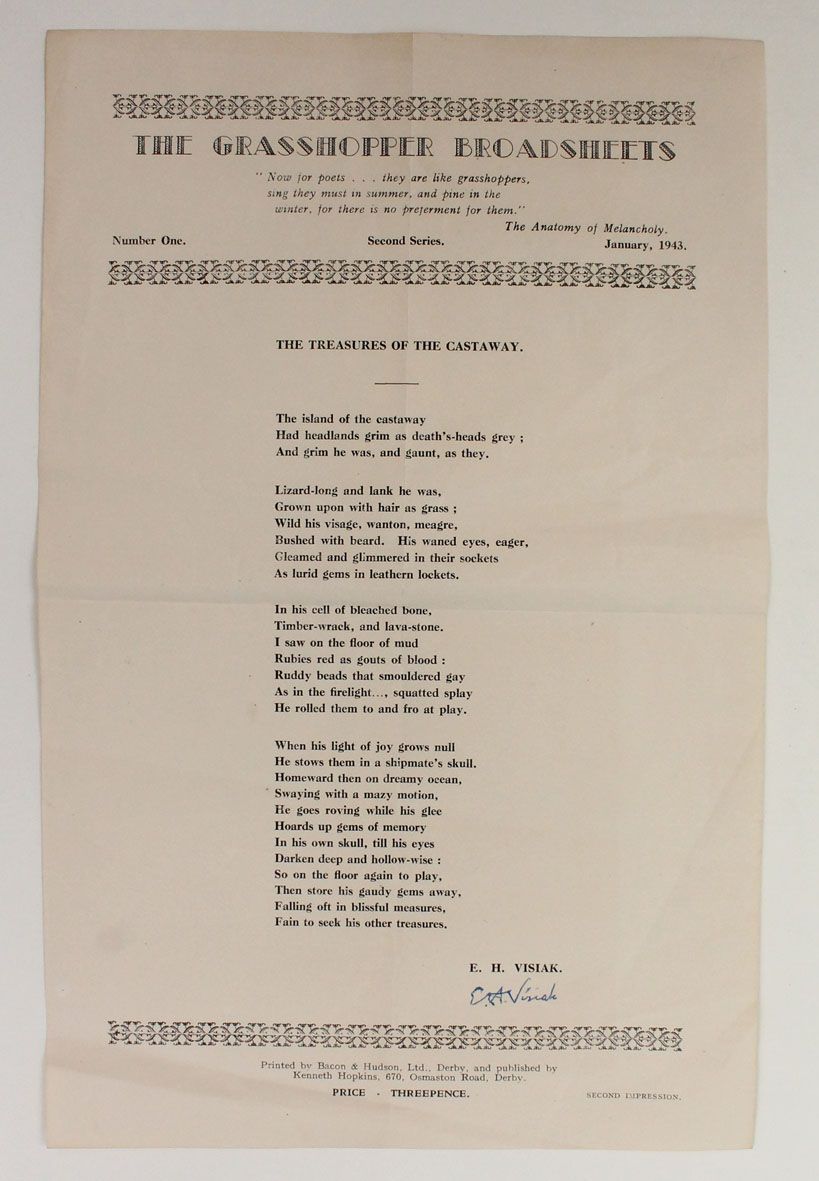 THE GRASSHOPPER BROADSHEETS
" Now for poets . . . they are like grasshoppers,
sing they must in summer, and pine in the
winter, for there is no preferment for them."
The Anatomy of Melancholy.
Number One. Second Series. January, 1943.
THE TREASURES OF THE CASTAWAY.
The island of the castaway
Had headlands grim as death's-heads grey ;
And grim he was, and gaunt, as they.
Lizard-long and lank he was,
Grown upon with hair as grass ;
Wild his visage, wanton, meagre,
Bushed with beard. His waned eyes, eager,
Gleamed and glimmered in their sockets
As lurid gems in leathern lockets.
In his cell of bleached bone,
Timber-wrack, and lava-stone.
I saw on the floor of mud
Rubies red as gouts of blood :
Ruddy beads that smouldered gay
As in the firelight..., squatted splay
He rolled them to and fro at play.
When his light of joy grows null
He stows them in a shipmate's skull.
Homeward then on dreamy ocean,
Swaying with a mazy motion,
He goes roving while his glee
Hoards up gems of memory
In his own skull, till his eyes
Darken deep and hollow-wise :
So on the floor again to play,
Then store his gaudy gems away,
Falling oft in blissful measures,
Fain to seek his other treasures.
E. H. VISIAK.
E. H. Visiak
Printed by Bacon & Hudson, Ltd., Derby, and published by
Kenneth Hopkins, 670, Osmaston Road, Derby.
PRICE - THREEPENCE.
SECOND IMPRESSION.